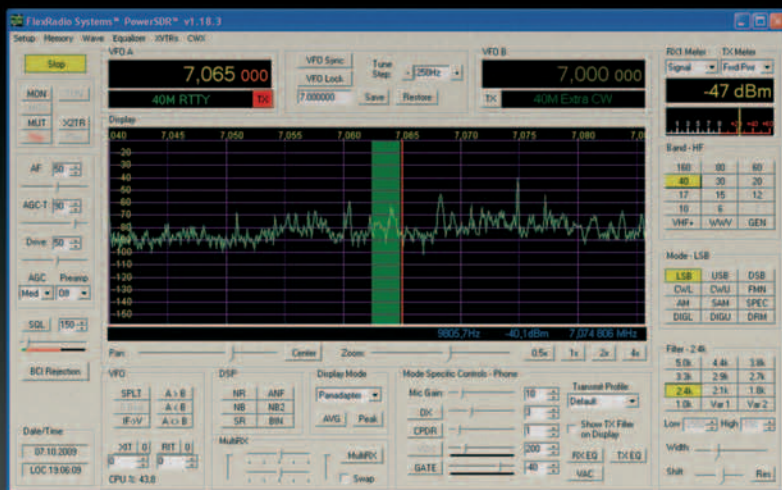 FlexRadio Systems™ PowerSDR™ v1.18.3
Setup Memory Wave Equalizer XVTRs CWX
VFO A
7,065 000
40M RTTY TX
VFO Sync
VFO Lock
Tune Step: - 250Hz +
7.000000 Save Restore
VFO B
7,000 000
TX 40M Extra CW
RX1 Meter TX Meter
Signal Fwd Pwr
-47 dBm
Stop
MON
MUT X2TR
AF: 50
AGC-T: 90
Drive: 50
AGC Preamp
Med Off
SQL 150
BCI Rejection
Date/Time
07.10.2009
LOC 19:06:09
Display
,040 7,045 7,050 7,055 7,060 7,065 7,070 7,075 7,080
-20
-30
-40
-50
-60
-70
-80
-90
-100
-110
-120
-130
-140
-150
9805,7Hz -40,1dBm 7,074 806 MHz
Pan: Center Zoom: 0.5x 1x 2x 4x
VFO
SPLT A > B
A < B
IF->V A <> B
XIT 0 RIT 0
0 0
CPU %: 43,8
DSP
NR ANF
NB NB2
SR BIN
Display Mode
Panadapter
AVG Peak
MultiRX
MultiRX
Swap
Mode Specific Controls - Phone
Mic Gain: 10
DX 3
CPDR 1
200
GATE -40
Transmit Profile:
Default
Show TX Filter on Display
RX EQ TX EQ
VAC
Band - HF
160 80 60
40 30 20
17 15 12
10 6
VHF+ WWV GEN
Mode - LSB
LSB USB DSB
CWL CWU FMN
AM SAM SPEC
DIGL DIGU DRM
Filter - 2.4k
5.0k 4.4k 3.8k
3.3k 2.9k 2.7k
2.4k 2.1k 1.8k
1.0k Var 1 Var 2
Low High
Width:
Shift: Res